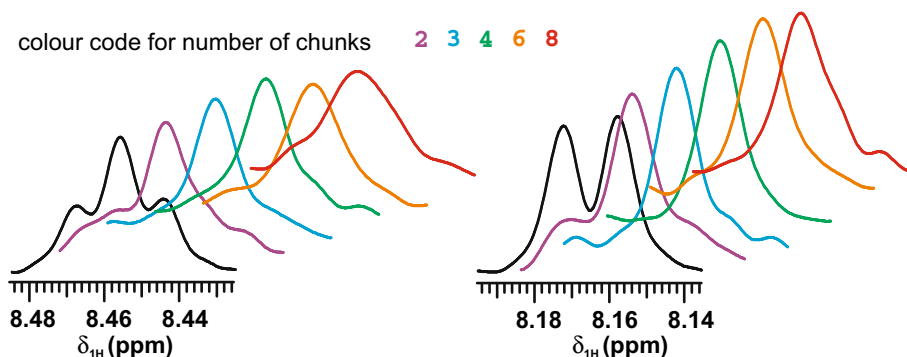 colour code for number of chunks 2 3 4 6 8
8.48 8.46 8.44
δ1H (ppm)
8.18 8.16 8.14
δ1H (ppm)